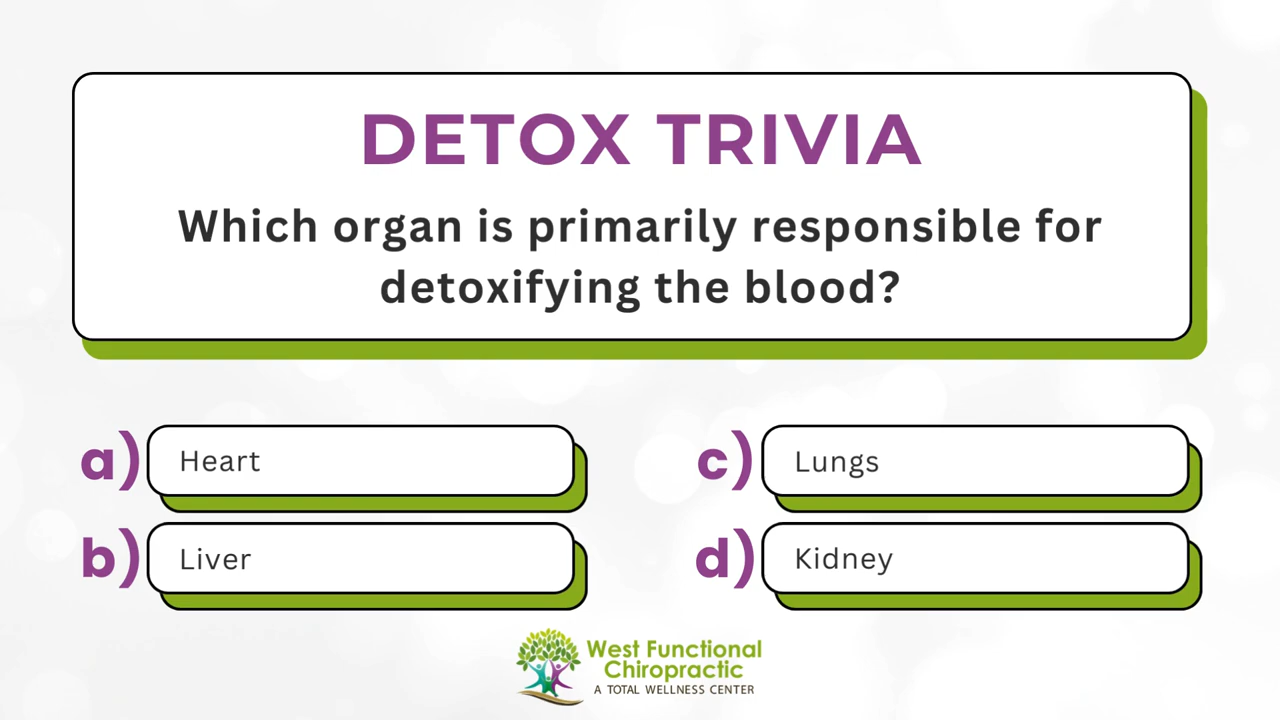 DETOX TRIVIA
Which organ is primarily responsible for
detoxifying the blood?
a) Heart
b) Liver
c) Lungs
d) Kidney
West Functional
Chiropractic
A TOTAL WELLNESS CENTER